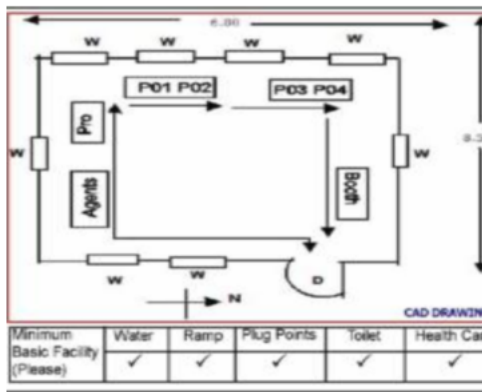 6.00
W W W W
P01 P02 P03 P04
Pro
W W
Agents
Booth
W W
D
N
CAD DRAWIN
Minimum Basic Facility (Please) Water Ramp Plug Points Toilet Health Car
✓ ✓ ✓ ✓ ✓